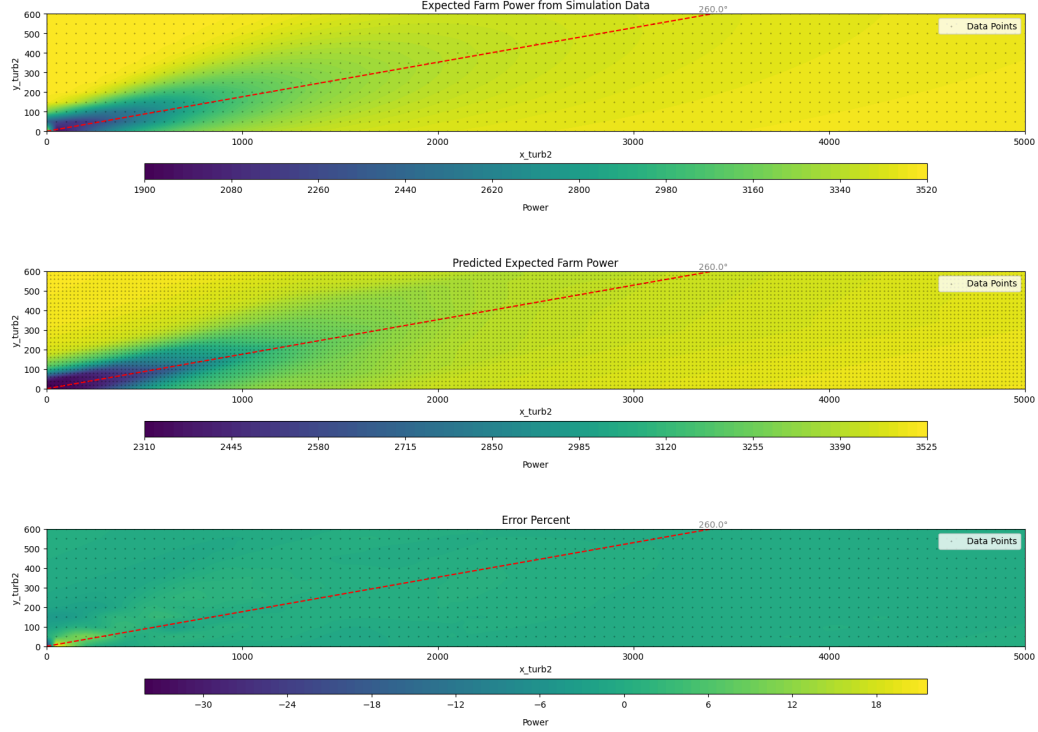 Expected Farm Power from Simulation Data
260.0°
Data Points
600
500
400
300
200
100
0
y_turb2
0 1000 2000 3000 4000 5000
x_turb2
1900 2080 2260 2440 2620 2800 2980 3160 3340 3520
Power
Predicted Expected Farm Power
260.0°
Data Points
600
500
400
300
200
100
0
y_turb2
0 1000 2000 3000 4000 5000
x_turb2
2310 2445 2580 2715 2850 2985 3120 3255 3390 3525
Power
Error Percent
260.0°
Data Points
600
500
400
300
200
100
0
y_turb2
0 1000 2000 3000 4000 5000
x_turb2
−30 −24 −18 −12 −6 0 6 12 18
Power